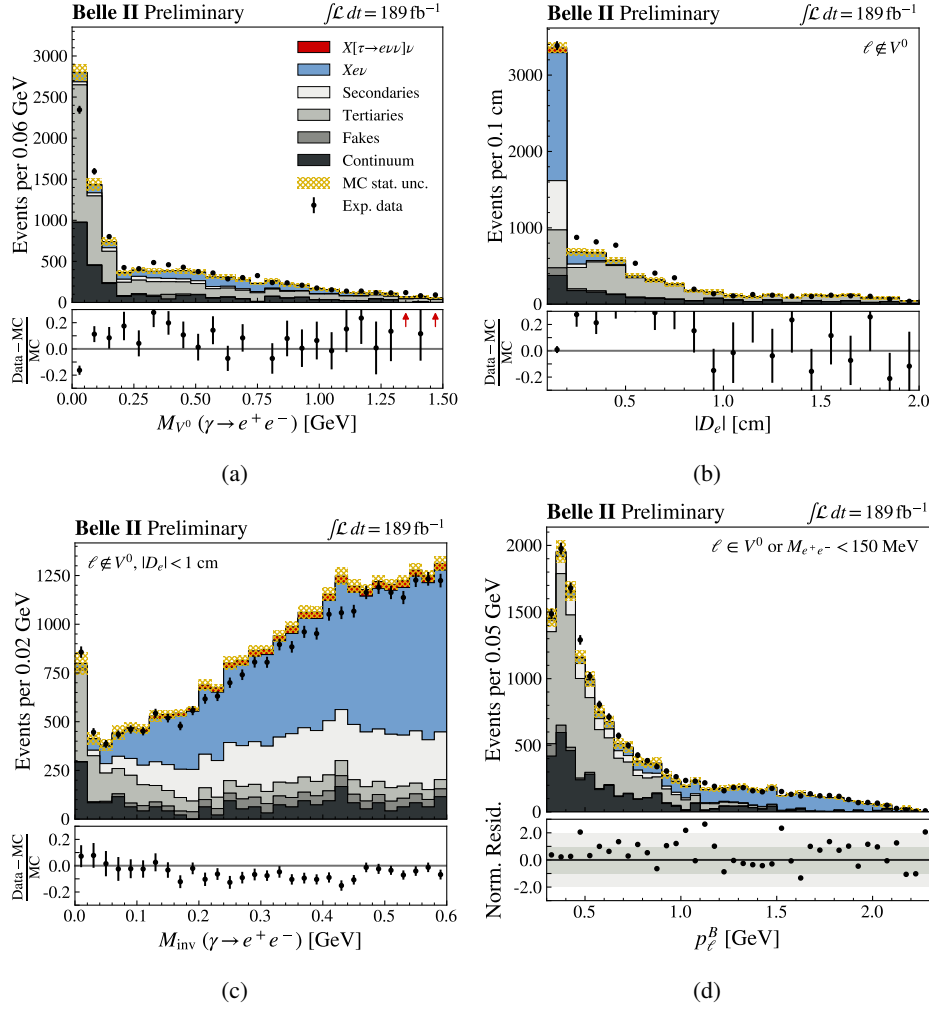 Belle II Preliminary ∫ℒ dt = 189 fb⁻¹
Events per 0.06 GeV
3000
2500
2000
1500
1000
500
0
X[τ→eνν]ν
Xeν
Secondaries
Tertiaries
Fakes
Continuum
MC stat. unc.
Exp. data
Data − MC
MC
0.2
0.0
-0.2
0.00 0.25 0.50 0.75 1.00 1.25 1.50
M_V⁰ (γ → e⁺e⁻) [GeV]
(a)
Belle II Preliminary ∫ℒ dt = 189 fb⁻¹
Events per 0.1 cm
3000
2000
1000
0
ℓ ∉ V⁰
Data − MC
MC
0.2
0.0
-0.2
0.5 1.0 1.5 2.0
|D_e| [cm]
(b)
Belle II Preliminary ∫ℒ dt = 189 fb⁻¹
Events per 0.02 GeV
1250
1000
750
500
250
0
ℓ ∉ V⁰, |D_e| < 1 cm
Data − MC
MC
0.2
0.0
-0.2
0.0 0.1 0.2 0.3 0.4 0.5 0.6
M_inv (γ → e⁺e⁻) [GeV]
(c)
Belle II Preliminary ∫ℒ dt = 189 fb⁻¹
Events per 0.05 GeV
2000
1500
1000
500
0
ℓ ∈ V⁰ or M_e⁺e⁻ < 150 MeV
Norm. Resid.
2.0
0.0
-2.0
0.5 1.0 1.5 2.0
p_ℓ^B [GeV]
(d)